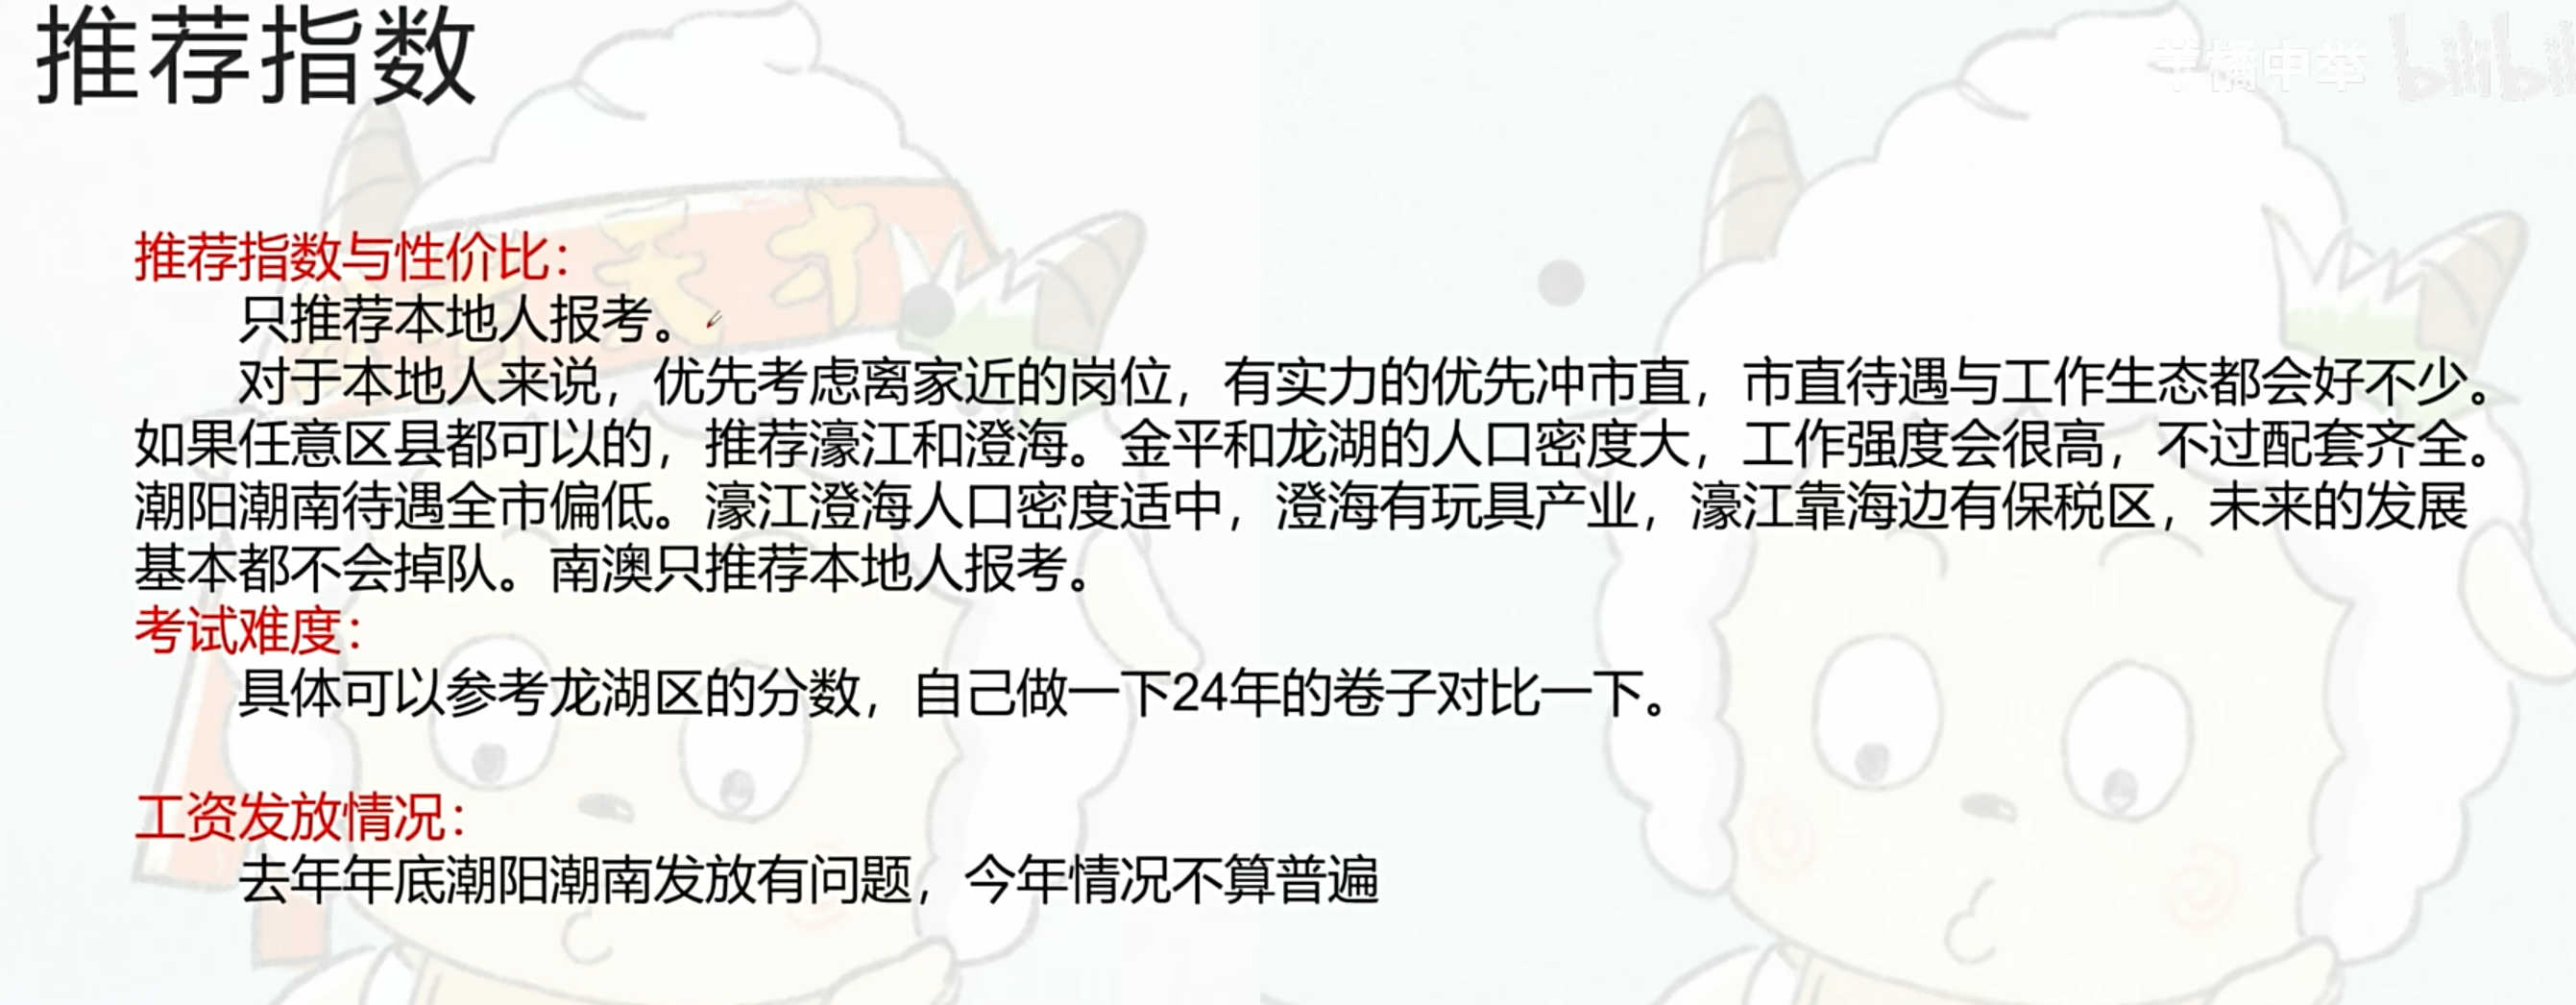 推荐指数
羊橘中举 bilibili
推荐指数与性价比：
只推荐本地人报考。
对于本地人来说，优先考虑离家近的岗位，有实力的优先冲市直，市直待遇与工作生态都会好不少。
如果任意区县都可以的，推荐濠江和澄海。金平和龙湖的人口密度大，工作强度会很高，不过配套齐全。
潮阳潮南待遇全市偏低。濠江澄海人口密度适中，澄海有玩具产业，濠江靠海边有保税区，未来的发展
基本都不会掉队。南澳只推荐本地人报考。
考试难度：
具体可以参考龙湖区的分数，自己做一下24年的卷子对比一下。
工资发放情况：
去年年底潮阳潮南发放有问题，今年情况不算普遍
天才